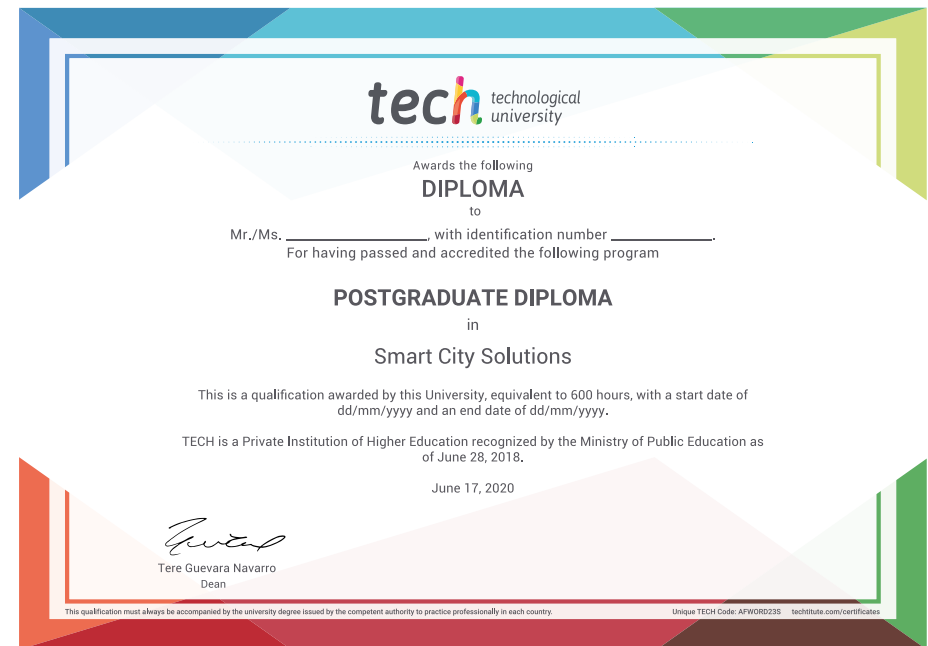 tech technological
university
Awards the following
DIPLOMA
to
Mr./Ms. ____________________, with identification number ______________.
For having passed and accredited the following program
POSTGRADUATE DIPLOMA
in
Smart City Solutions
This is a qualification awarded by this University, equivalent to 600 hours, with a start date of
dd/mm/yyyy and an end date of dd/mm/yyyy.
TECH is a Private Institution of Higher Education recognized by the Ministry of Public Education as
of June 28, 2018.
June 17, 2020
Tere Guevara Navarro
Dean
This qualification must always be accompanied by the university degree issued by the competent authority to practice professionally in each country.
Unique TECH Code: AFWORD23S techtitute.com/certificates